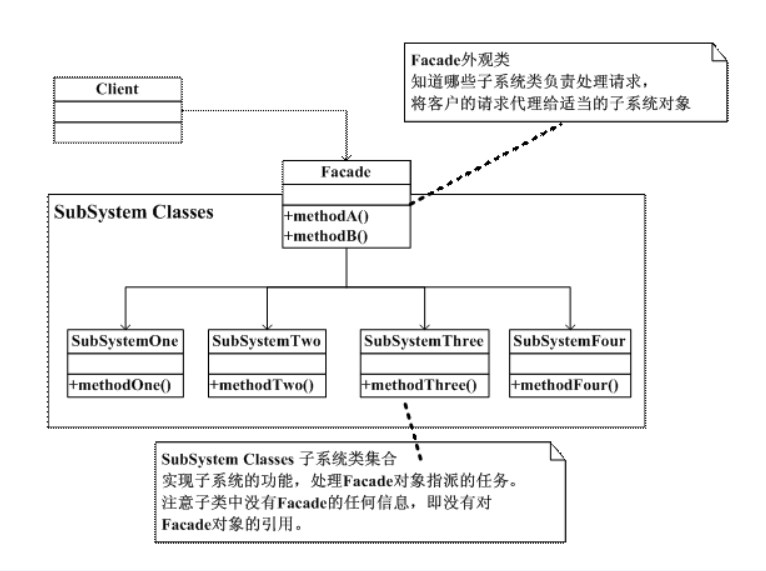 Facade外观类
知道哪些子系统类负责处理请求，
将客户的请求代理给适当的子系统对象
Client
Facade
+methodA()
+methodB()
SubSystem Classes
SubSystemOne
+methodOne()
SubSystemTwo
+methodTwo()
SubSystemThree
+methodThree()
SubSystemFour
+methodFour()
SubSystem Classes 子系统类集合
实现子系统的功能，处理Facade对象指派的任务。
注意子类中没有Facade的任何信息，即没有对
Facade对象的引用。